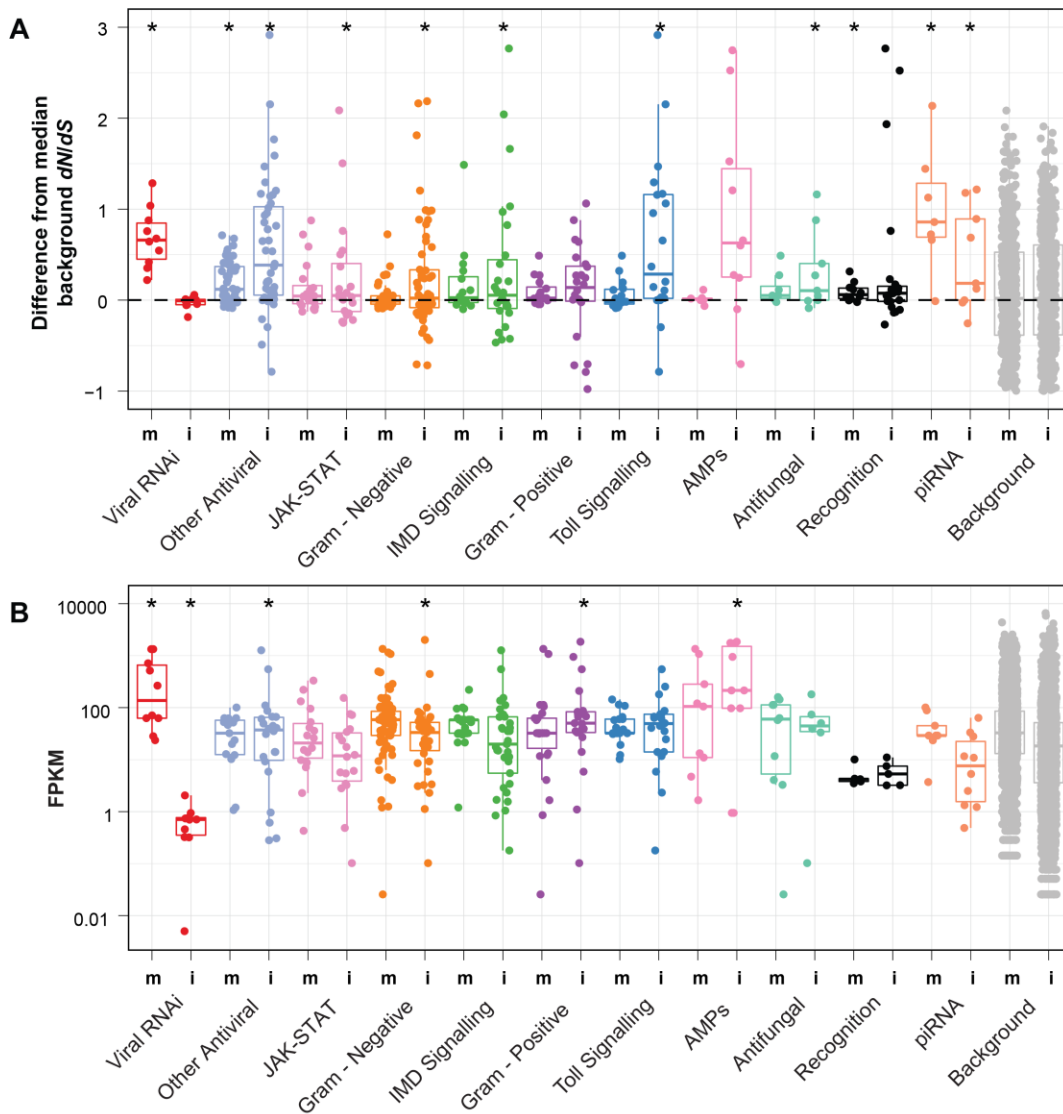 A
Difference from median
background dN/dS
3
2
1
0
−1
* * * * * * * * * * *
m i m i m i m i m i m i m i m i m i m i m i m i
Viral RNAi
Other Antiviral
JAK-STAT
Gram - Negative
IMD Signalling
Gram - Positive
Toll Signalling
AMPs
Antifungal
Recognition
piRNA
Background
B
FPKM
10000
100
1
0.01
* * * * * *
m i m i m i m i m i m i m i m i m i m i m i m i
Viral RNAi
Other Antiviral
JAK-STAT
Gram - Negative
IMD Signalling
Gram - Positive
Toll Signalling
AMPs
Antifungal
Recognition
piRNA
Background